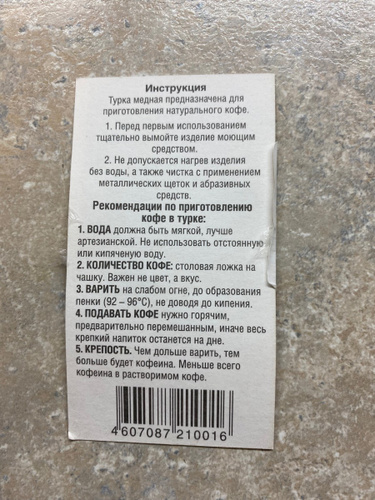 Инструкция
Турка медная предназначена для
приготовления натурального кофе.
1. Перед первым использованием
тщательно вымойте изделие моющим
средством.
2. Не допускается нагрев изделия
без воды, а также чистка с применением
металлических щеток и абразивных
средств.
Рекомендации по приготовлению
кофе в турке:
1. ВОДА должна быть мягкой, лучше
артезианской. Не использовать отстоянную
или кипяченую воду.
2. КОЛИЧЕСТВО КОФЕ: столовая ложка на
чашку. Важен не цвет, а вкус.
3. ВАРИТЬ на слабом огне, до образования
пенки (92 – 96°С), не доводя до кипения.
4. ПОДАВАТЬ КОФЕ нужно горячим,
предварительно перемешанным, иначе весь
крепкий напиток останется на дне.
5. КРЕПОСТЬ. Чем дольше варить, тем
больше будет кофеина. Меньше всего
кофеина в растворимом кофе.
4 607087 210016